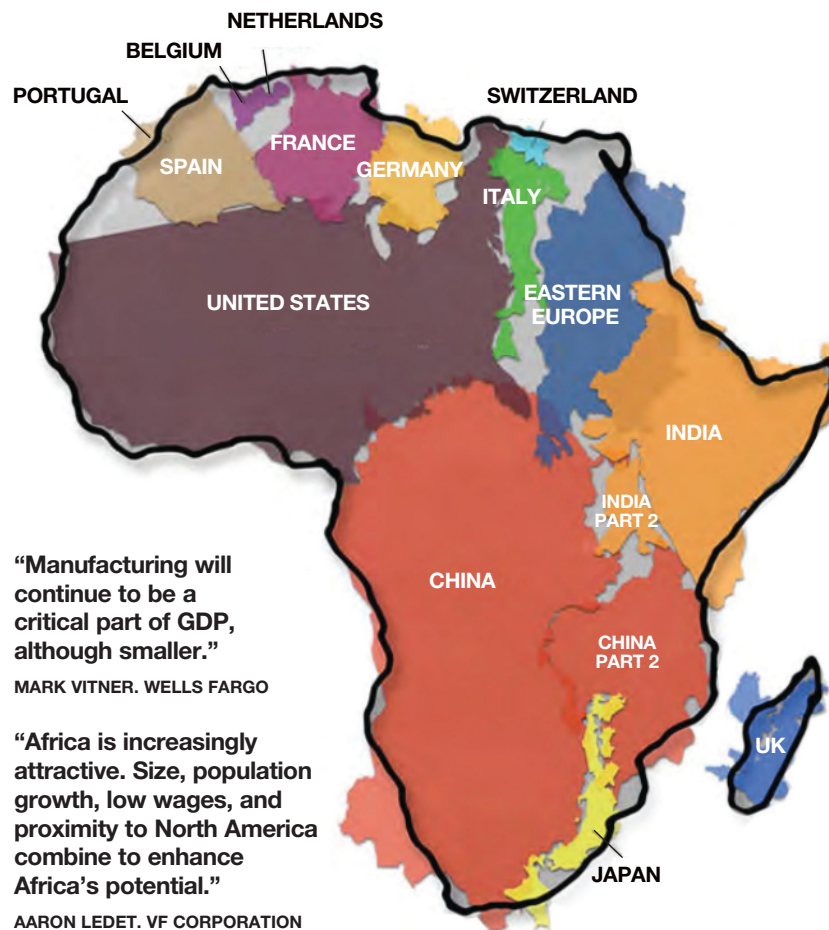 NETHERLANDS
BELGIUM
PORTUGAL
SWITZERLAND
SPAIN
FRANCE
GERMANY
ITALY
UNITED STATES
EASTERN
EUROPE
INDIA
INDIA
PART 2
CHINA
CHINA
PART 2
UK
JAPAN
“Manufacturing will
continue to be a
critical part of GDP,
although smaller.”
MARK VITNER. WELLS FARGO
“Africa is increasingly
attractive. Size, population
growth, low wages, and
proximity to North America
combine to enhance
Africa’s potential.”
AARON LEDET. VF CORPORATION